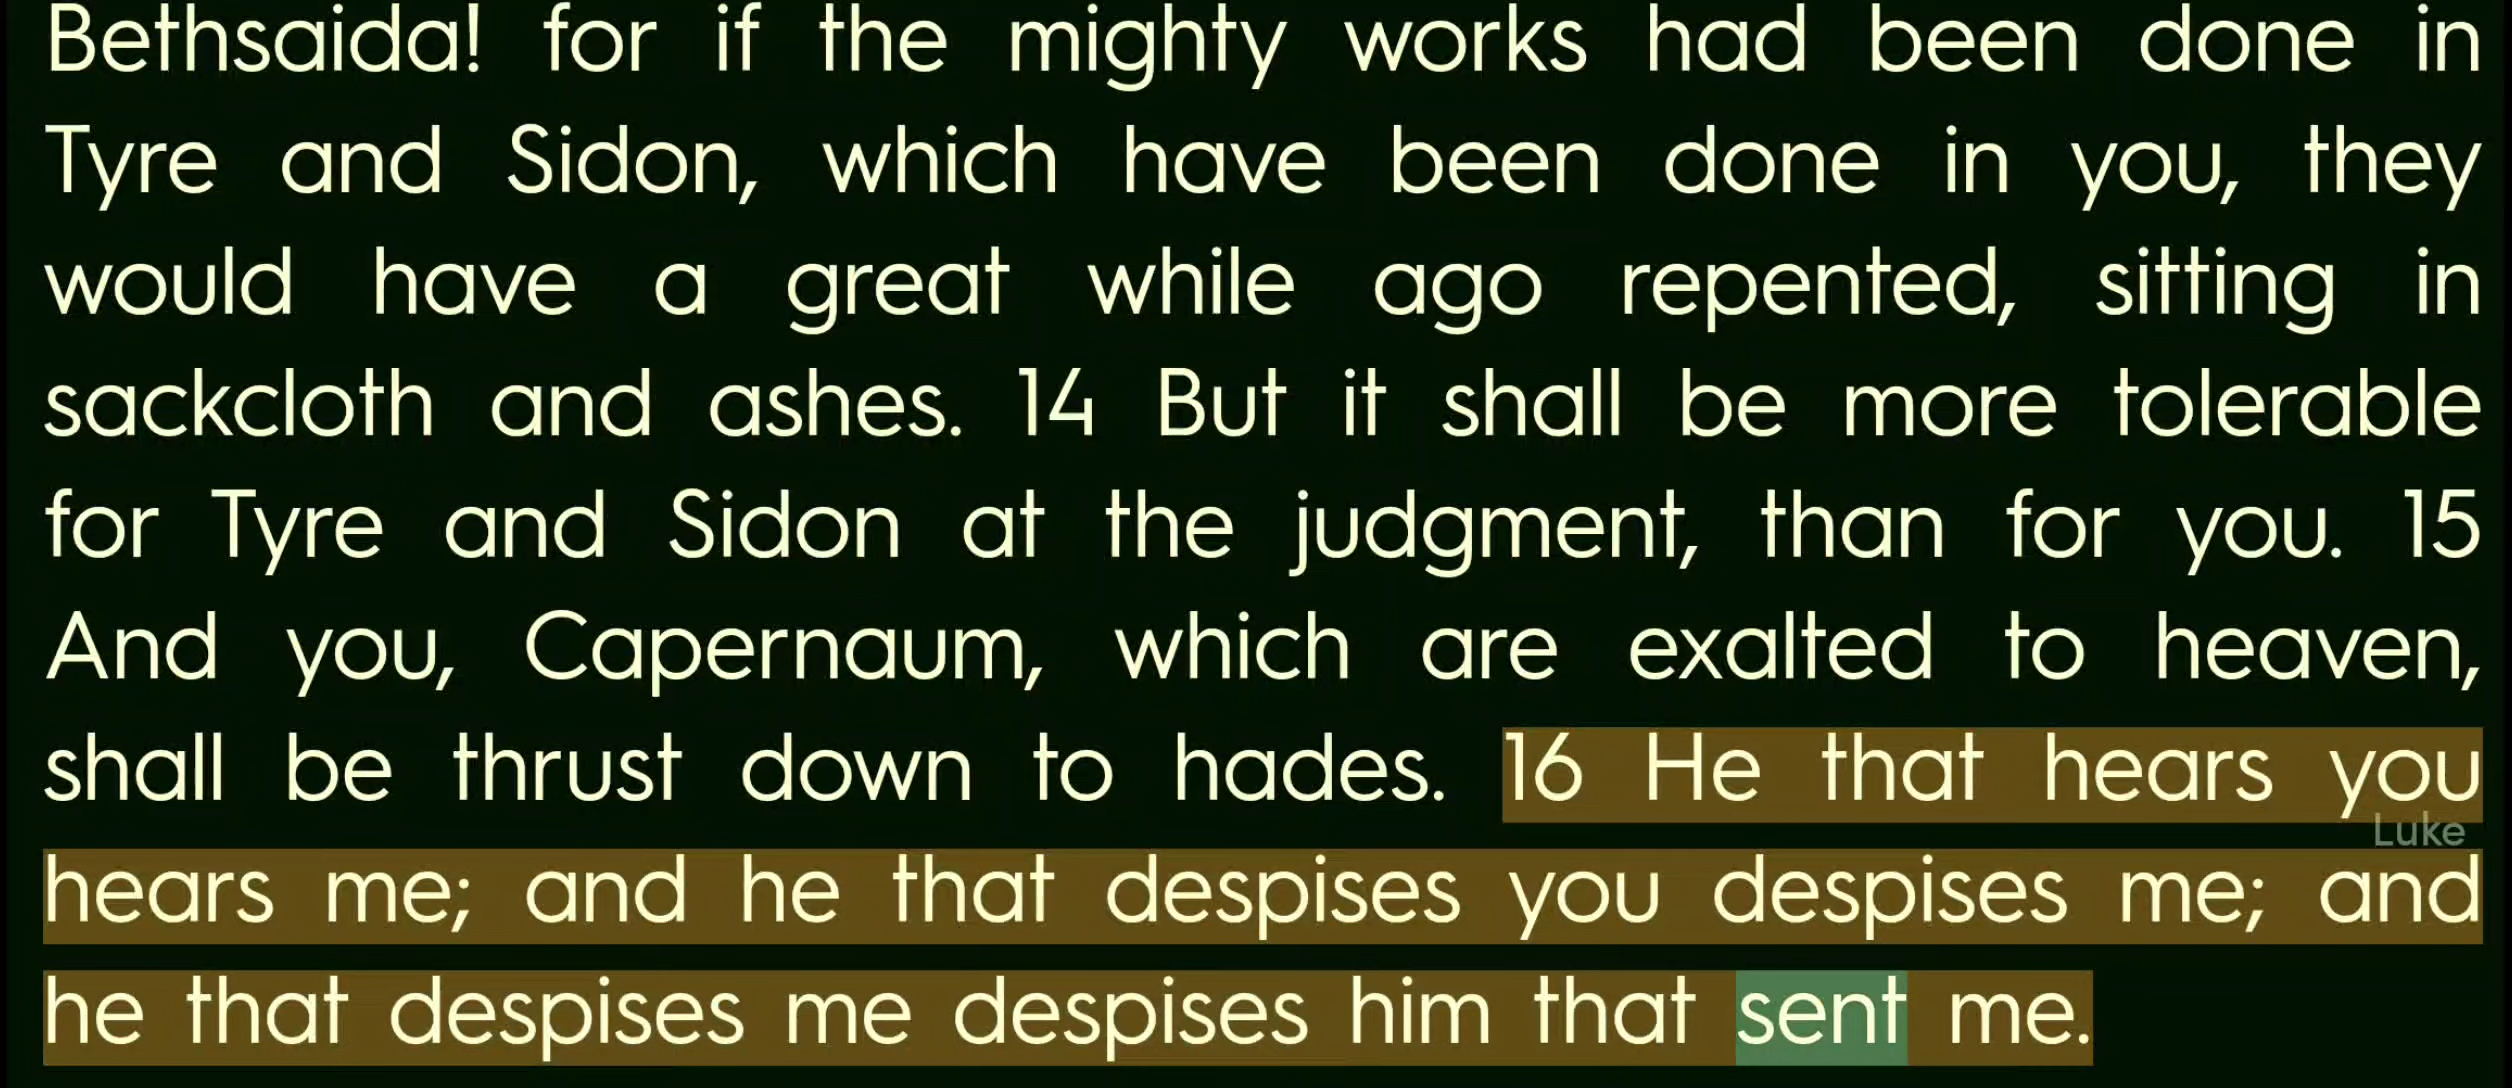 Bethsaida! for if the mighty works had been done in
Tyre and Sidon, which have been done in you, they
would have a great while ago repented, sitting in
sackcloth and ashes. 14 But it shall be more tolerable
for Tyre and Sidon at the judgment, than for you. 15
And you, Capernaum, which are exalted to heaven,
shall be thrust down to hades. 16 He that hears you
Luke
hears me; and he that despises you despises me; and
he that despises me despises him that sent me.